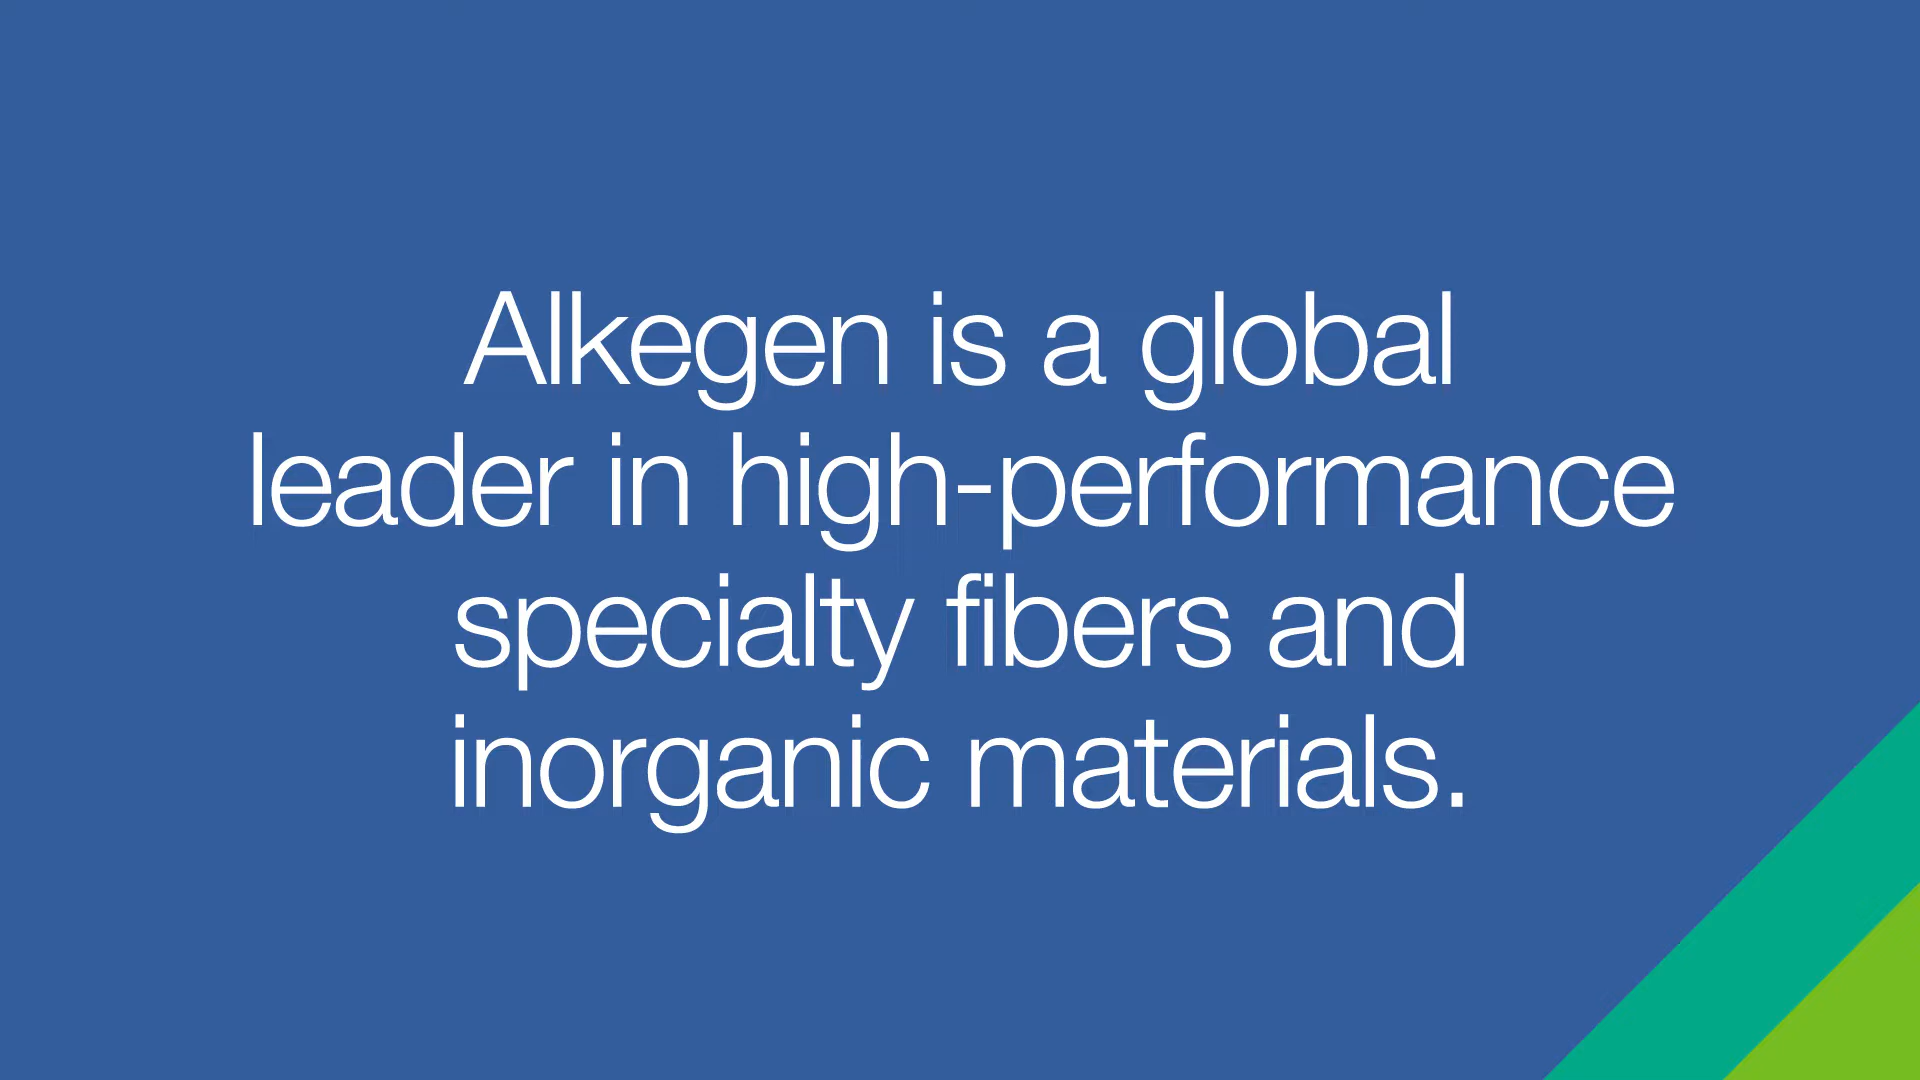 Alkegen is a global
leader in high-performance
specialty fibers and
inorganic materials.